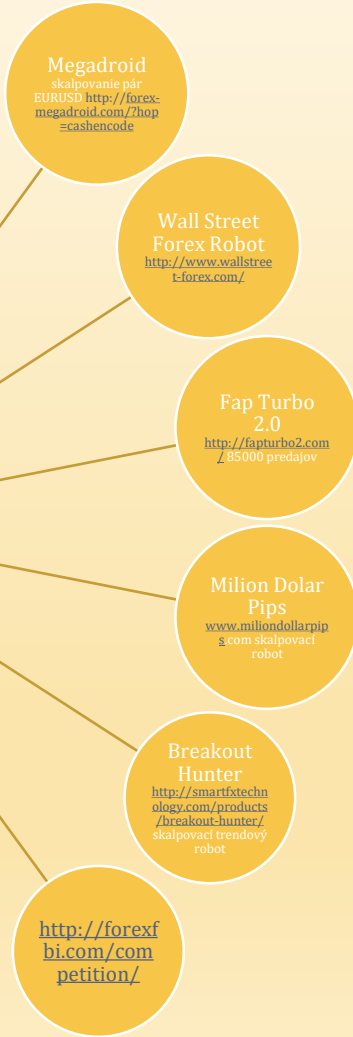 Megadroid
skalpovanie pár
EURUSD http://forex-
megadroid.com/?hop
=cashencode
Wall Street
Forex Robot
http://www.wallstree
t-forex.com/
Fap Turbo
2.0
http://fapturbo2.com
/ 85000 predajov
Milion Dolar
Pips
www.miliondollarpip
s.com skalpovací
robot
Breakout
Hunter
http://smartfxtechn
ology.com/products
/breakout-hunter/
skalpovací trendový
robot
http://forexf
bi.com/com
petition/